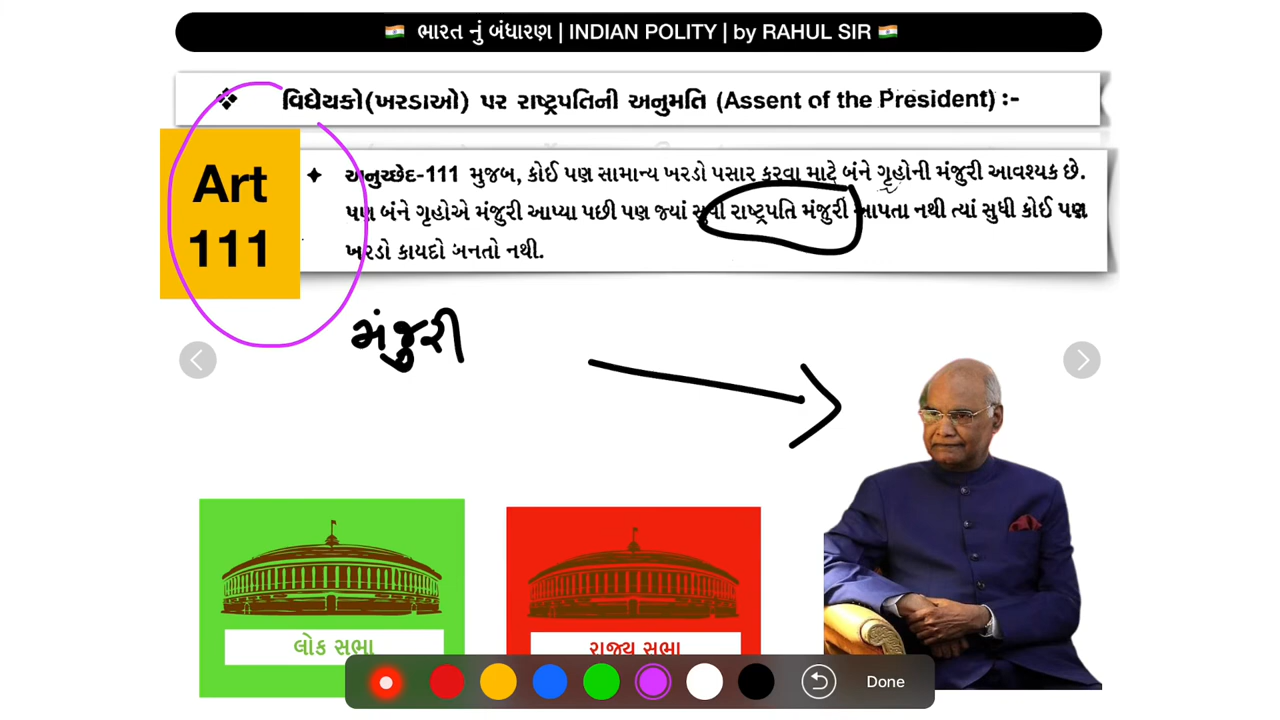 🇮🇳 ભારત નું બંધારણ | INDIAN POLITY | by RAHUL SIR 🇮🇳
❖ વિધેયકો(ખરડાઓ) પર રાષ્ટ્રપતિની અનુમતિ (Assent of the President) :-
Art
111
✦ અનુચ્છેદ-111 મુજબ, કોઈ પણ સામાન્ય ખરડો પસાર કરવા માટે બંને ગૃહોની મંજુરી આવશ્યક છે.
પણ બંને ગૃહોએ મંજુરી આપ્યા પછી પણ જ્યાં સુધી રાષ્ટ્રપતિ મંજુરી આપતા નથી ત્યાં સુધી કોઈ પણ
ખરડો કાયદો બનતો નથી.
મંજુરી
લોક સભા
રાજ્ય સભા
Done